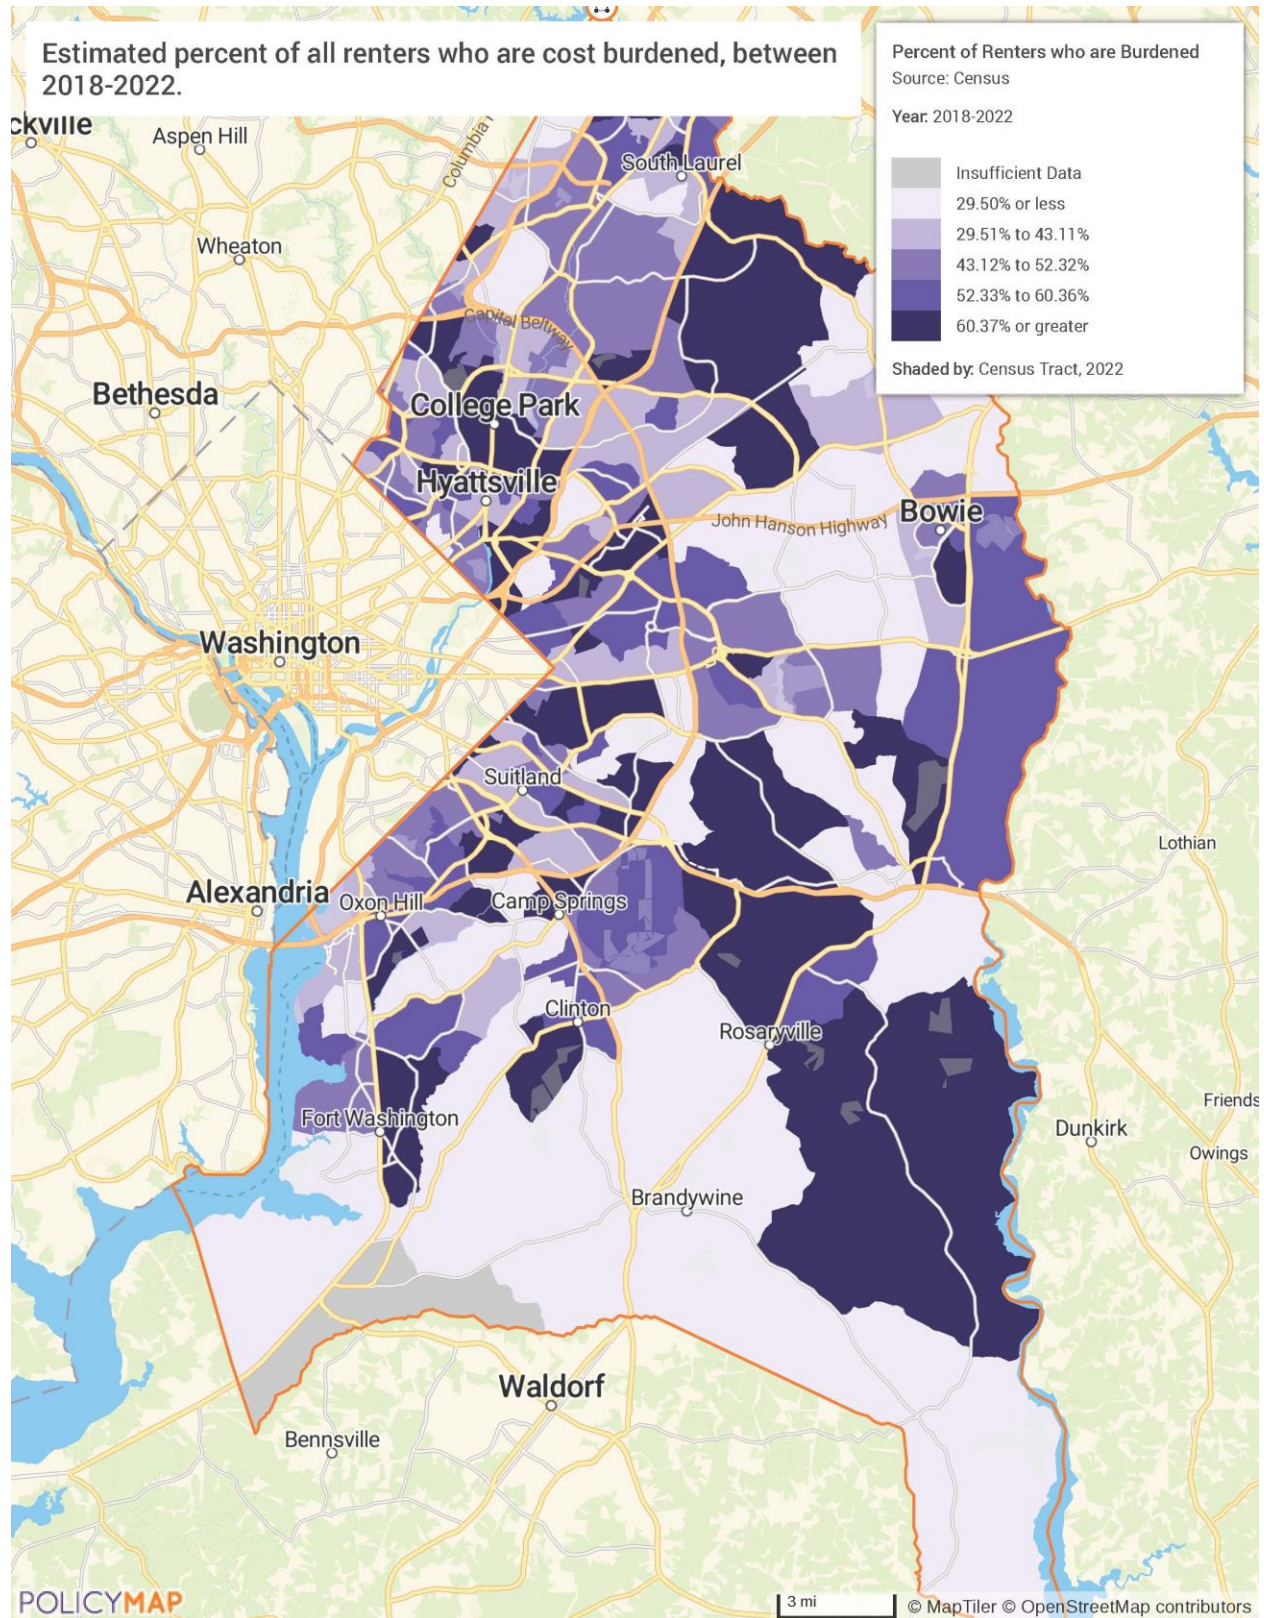 Estimated percent of all renters who are cost burdened, between
2018-2022.
Percent of Renters who are Burdened
Source: Census
Year: 2018-2022
Insufficient Data
29.50% or less
29.51% to 43.11%
43.12% to 52.32%
52.33% to 60.36%
60.37% or greater
Shaded by: Census Tract, 2022
ckville
Aspen Hill
Columbia
South Laurel
Wheaton
Capital Beltway
Bethesda
College Park
Hyattsville
Bowie
John Hanson Highway
Washington
Suitland
Lothian
Alexandria
Oxon Hill
Camp Springs
Clinton
Rosaryville
Friends
Fort Washington
Dunkirk
Owings
Brandywine
Waldorf
Bennsville
POLICYMAP
3 mi
© MapTiler © OpenStreetMap contributors